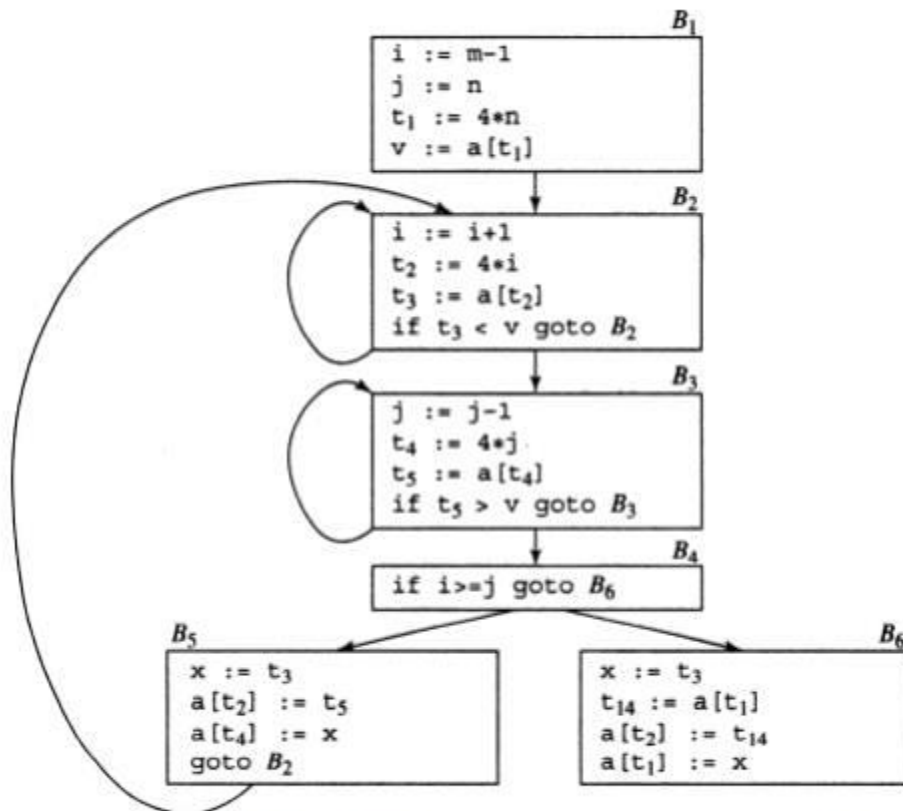 B₁
i := m-1
j := n
t₁ := 4*n
v := a[t₁]
B₂
i := i+1
t₂ := 4*i
t₃ := a[t₂]
if t₃ < v goto B₂
B₃
j := j-1
t₄ := 4*j
t₅ := a[t₄]
if t₅ > v goto B₃
B₄
if i>=j goto B₆
B₅
x := t₃
a[t₂] := t₅
a[t₄] := x
goto B₂
B₆
x := t₃
t₁₄ := a[t₁]
a[t₂] := t₁₄
a[t₁] := x